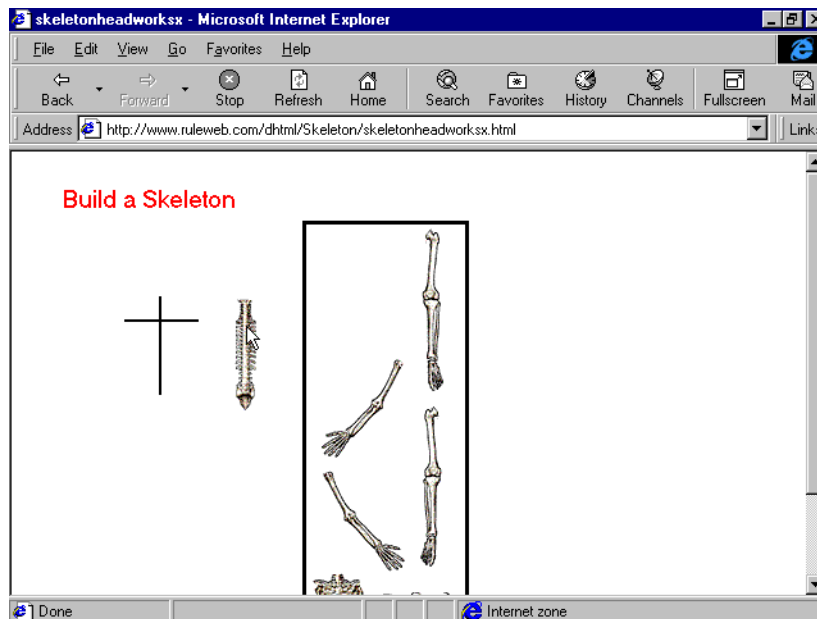 skeletonheadworksx - Microsoft Internet Explorer
File Edit View Go Favorites Help
Back Forward Stop Refresh Home Search Favorites History Channels Fullscreen Mail
Address http://www.ruleweb.com/dhtml/Skeleton/skeletonheadworksx.html Links
Build a Skeleton
Done Internet zone